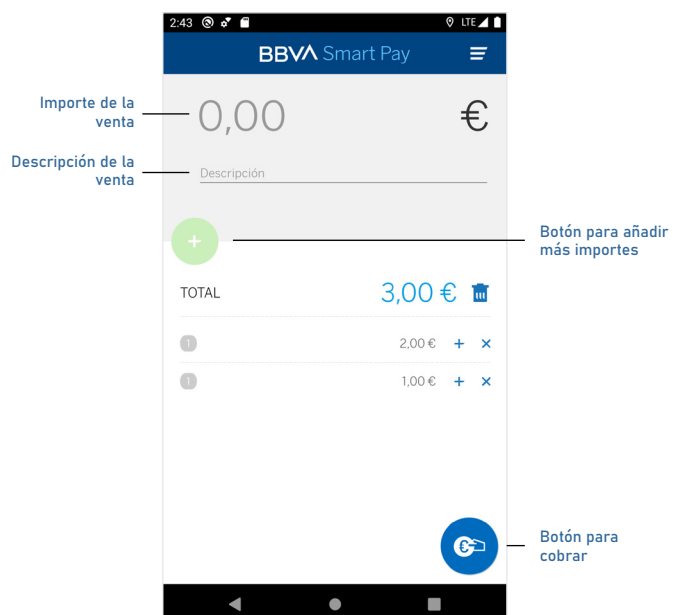 2:43 LTE
BBVA Smart Pay
Importe de la
venta
0,00 €
Descripción de la
venta
Descripción
+
Botón para añadir
más importes
TOTAL 3,00 €
1 2,00 € + ×
1 1,00 € + ×
€
Botón para
cobrar